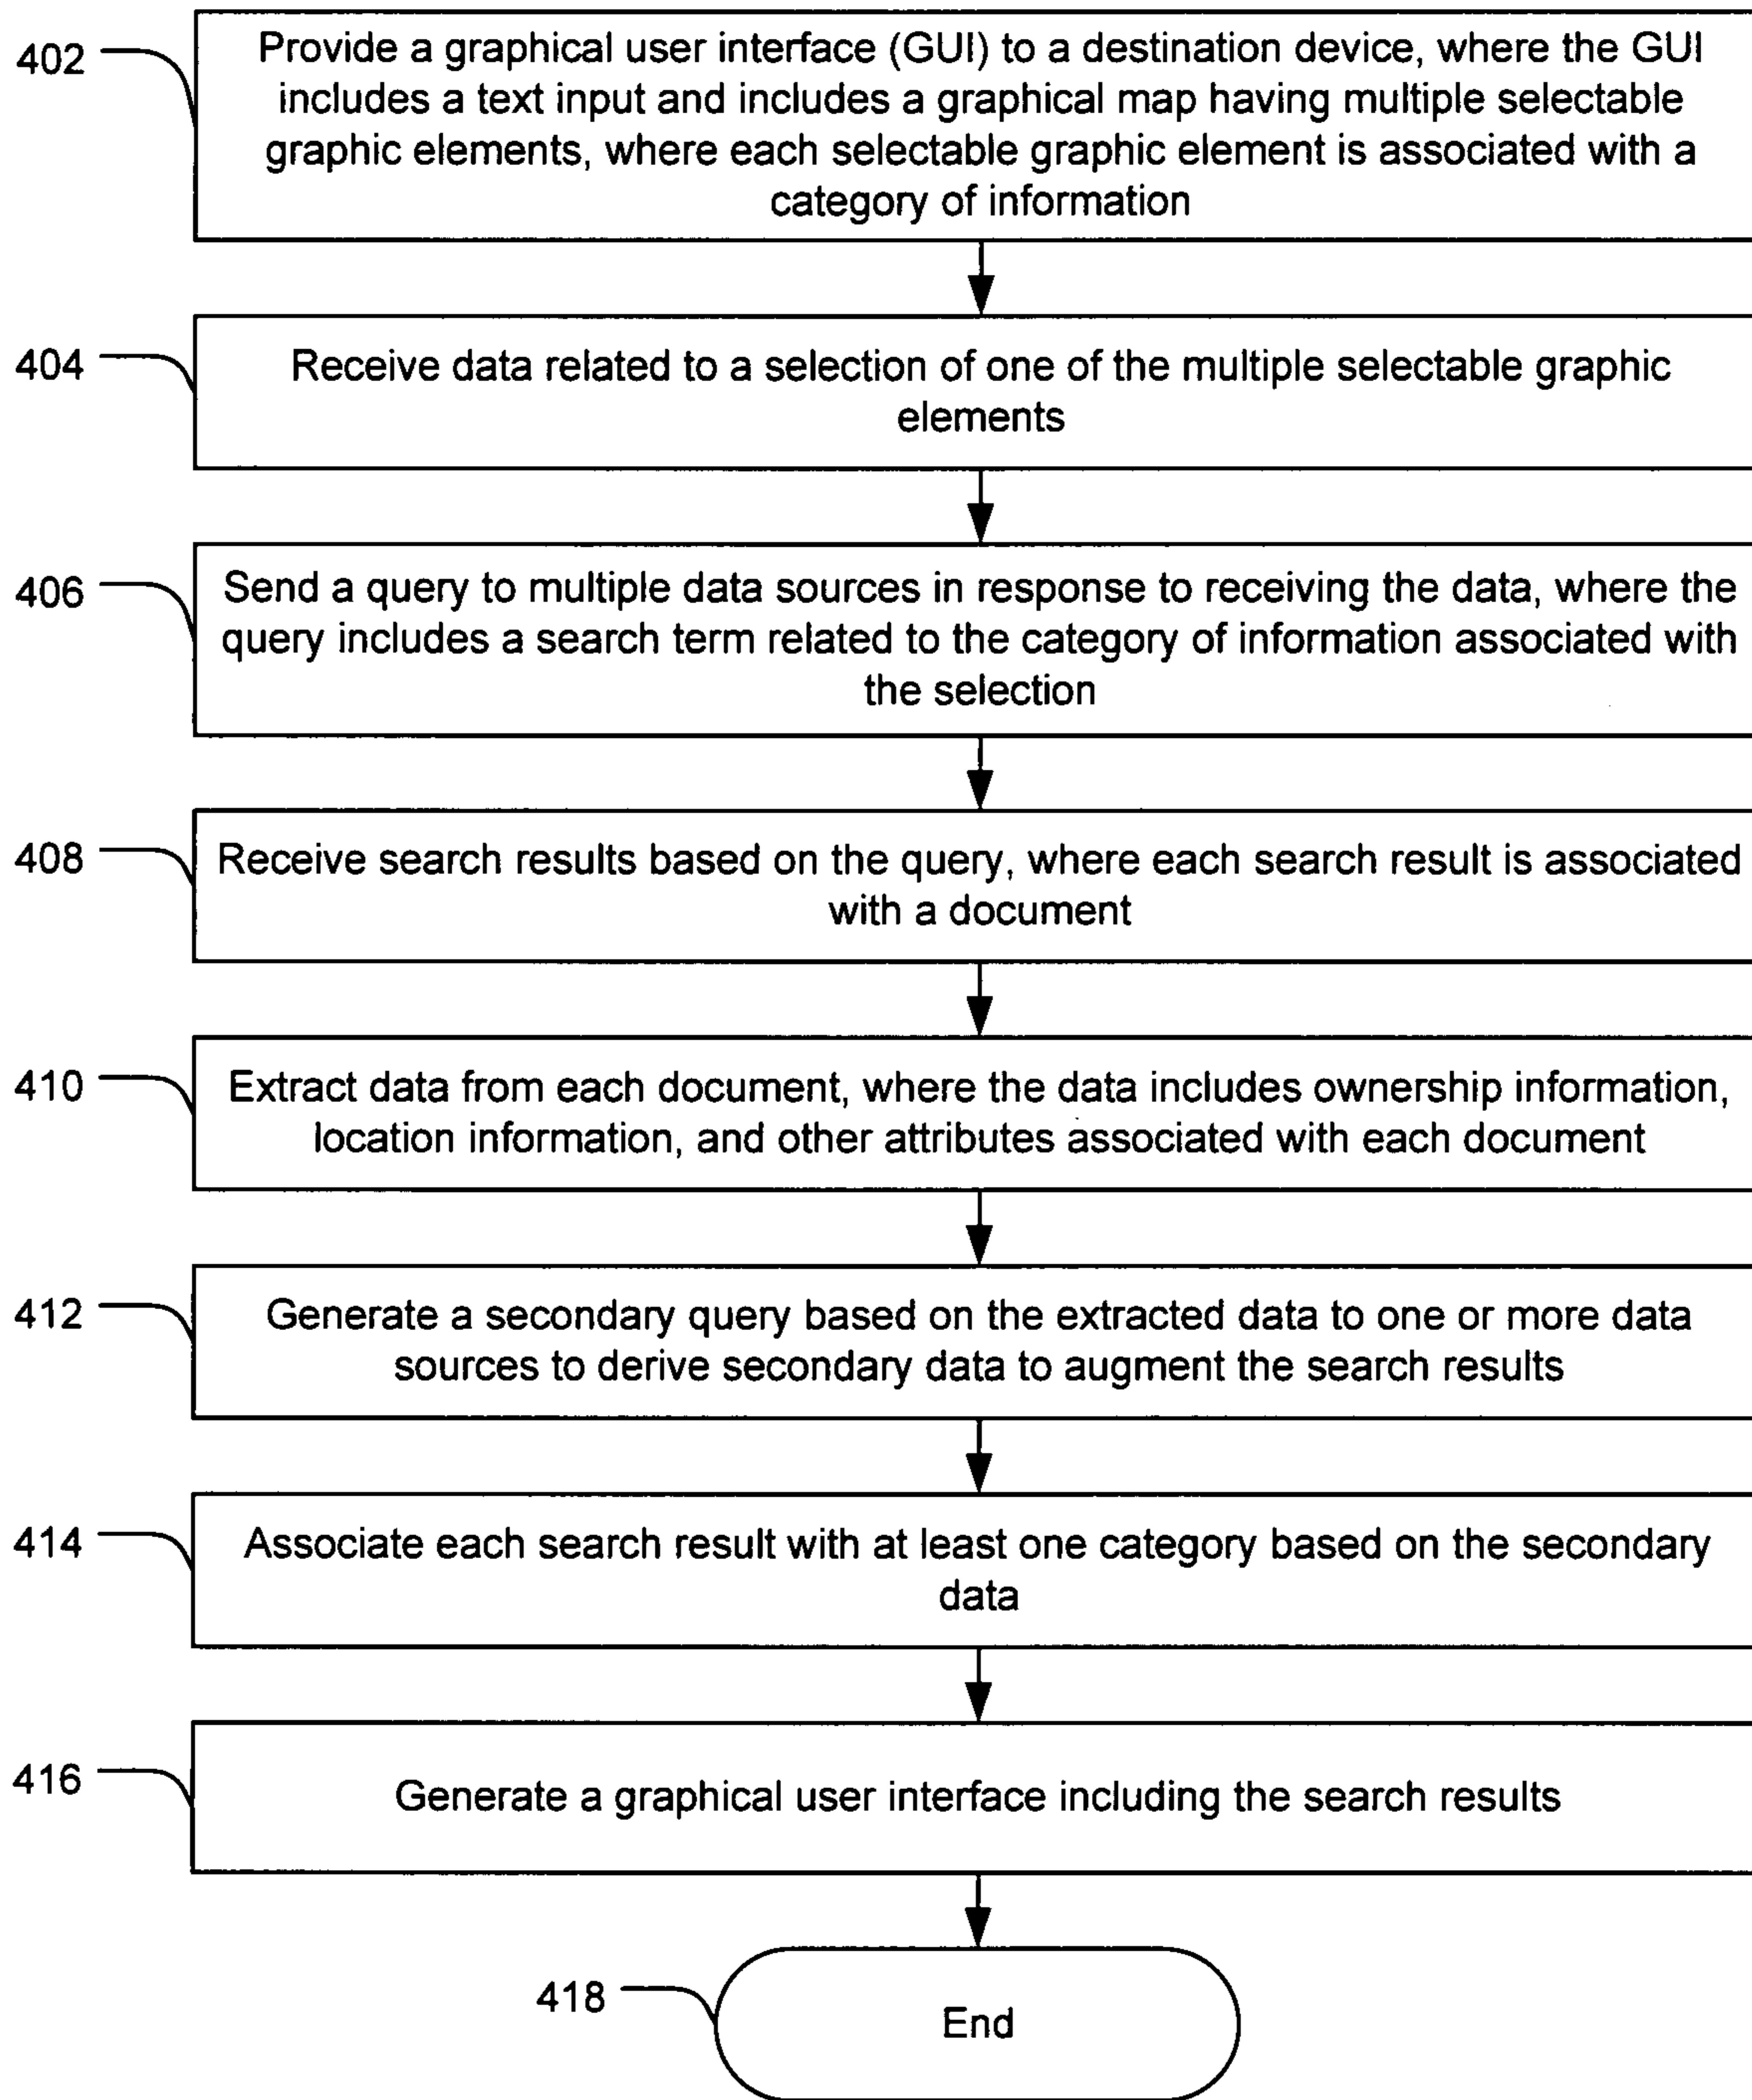 402
Provide a graphical user interface (GUI) to a destination device, where the GUI
includes a text input and includes a graphical map having multiple selectable
graphic elements, where each selectable graphic element is associated with a
category of information
404
Receive data related to a selection of one of the multiple selectable graphic
elements
406
Send a query to multiple data sources in response to receiving the data, where the
query includes a search term related to the category of information associated with
the selection
408
Receive search results based on the query, where each search result is associated
with a document
410
Extract data from each document, where the data includes ownership information,
location information, and other attributes associated with each document
412
Generate a secondary query based on the extracted data to one or more data
sources to derive secondary data to augment the search results
414
Associate each search result with at least one category based on the secondary
data
416
Generate a graphical user interface including the search results
418
End